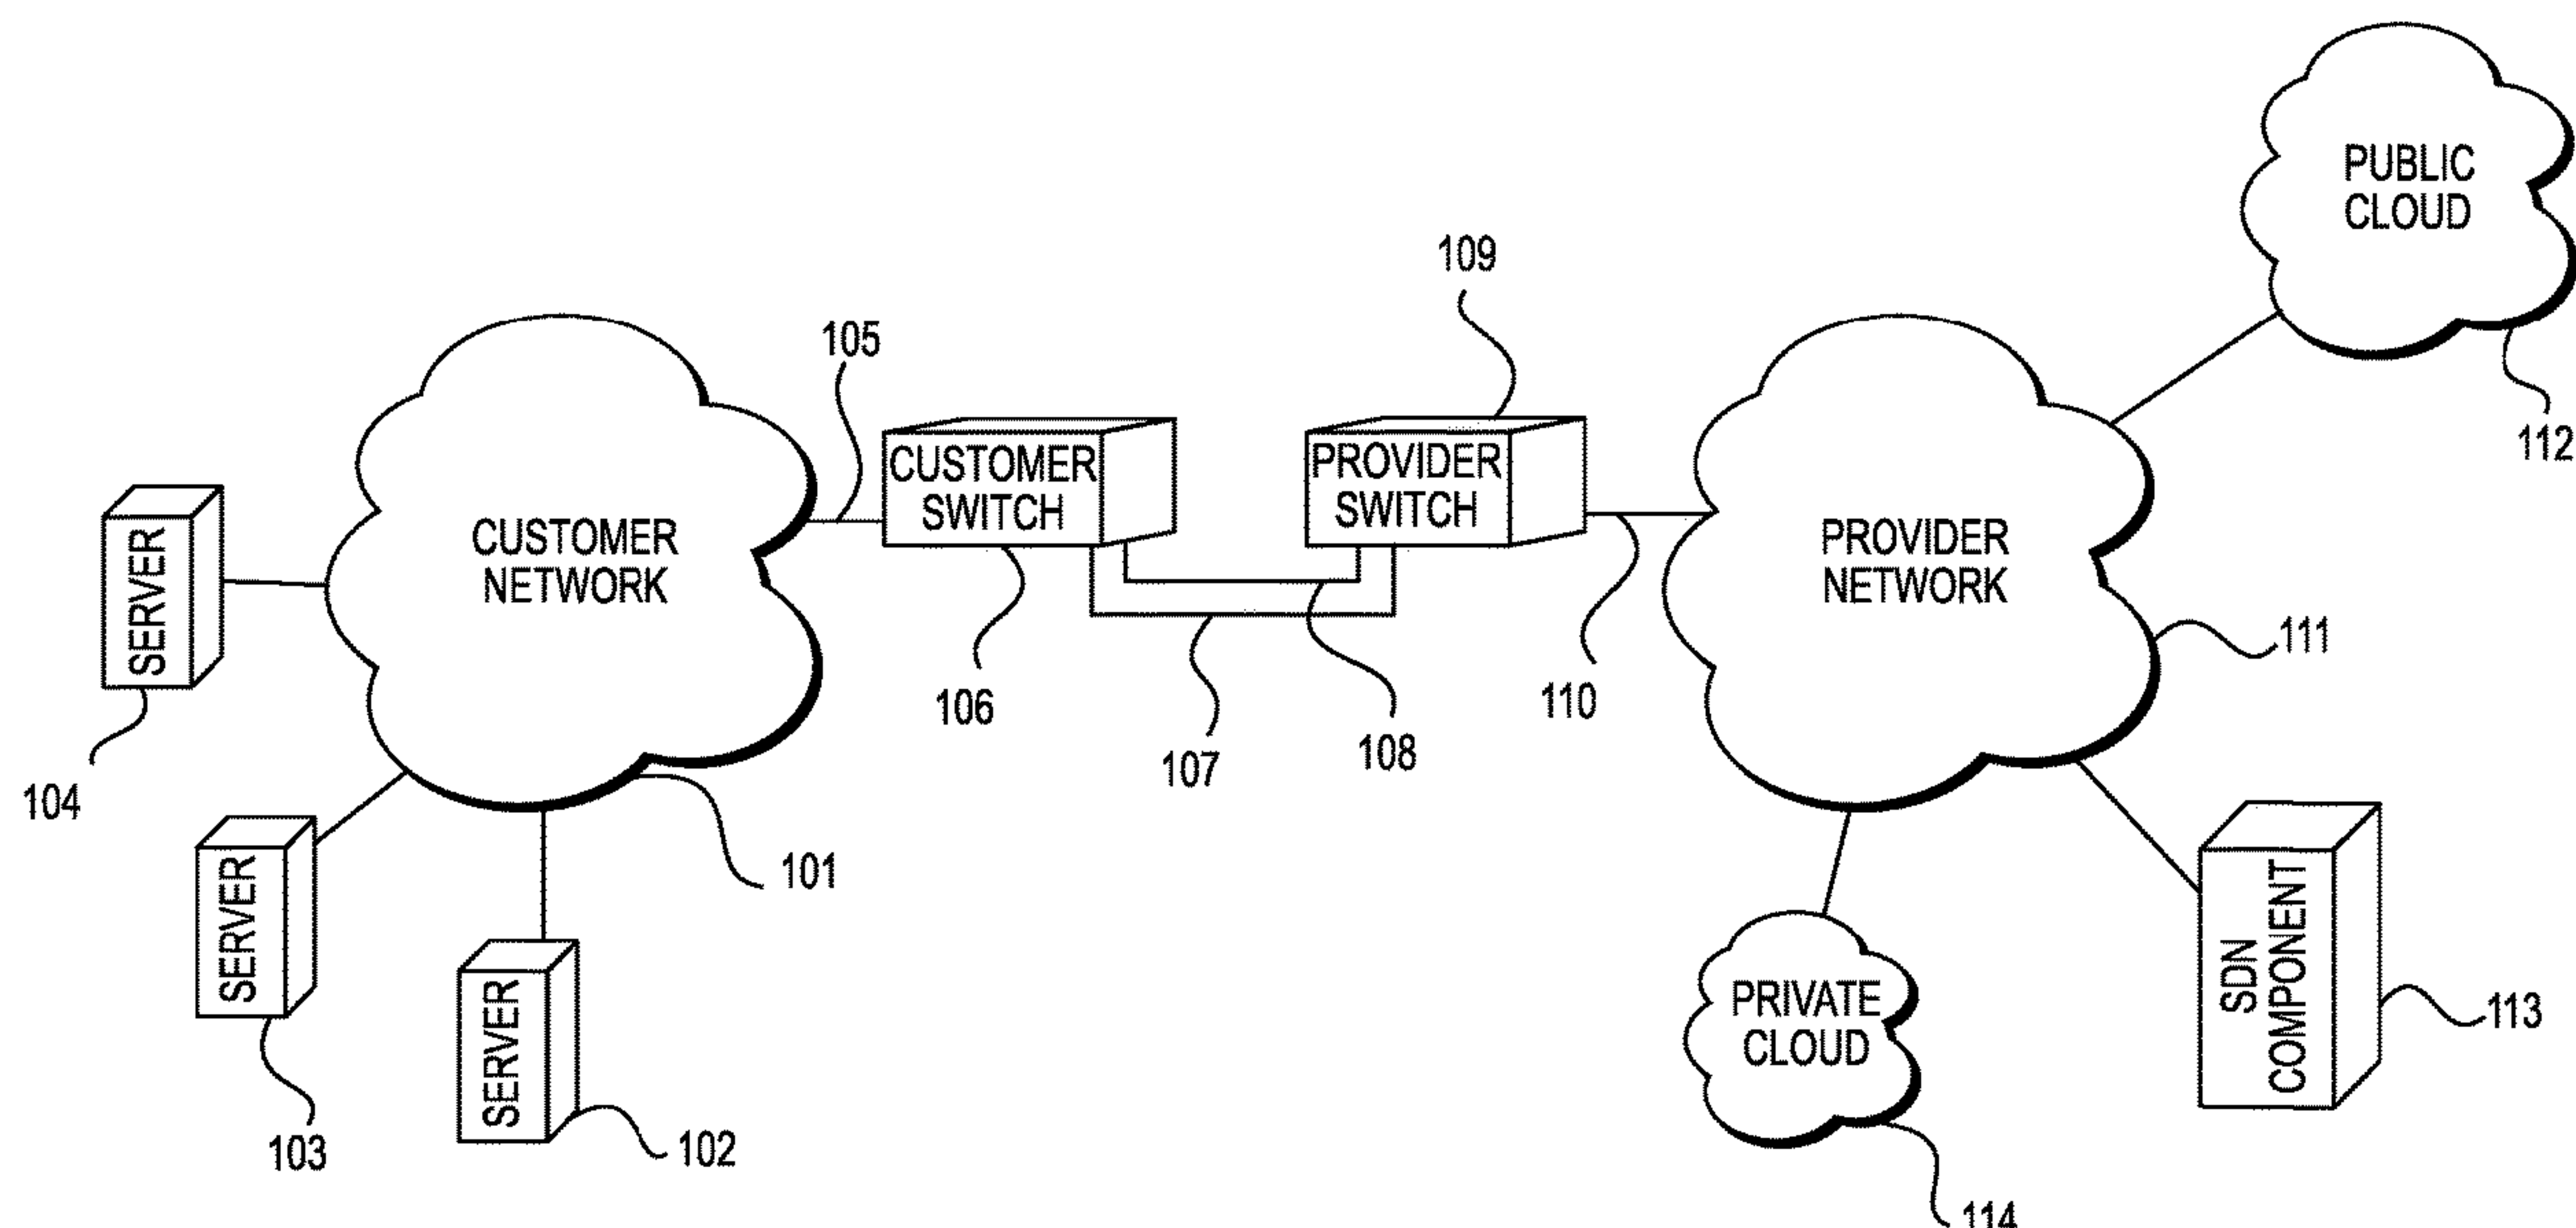 PUBLIC
CLOUD
109
105
112
CUSTOMER
SWITCH
PROVIDER
SWITCH
CUSTOMER
NETWORK
PROVIDER
NETWORK
SERVER
111
106
110
107
108
104
101
SERVER
SERVER
PRIVATE
CLOUD
SDN
COMPONENT
113
103
102
114